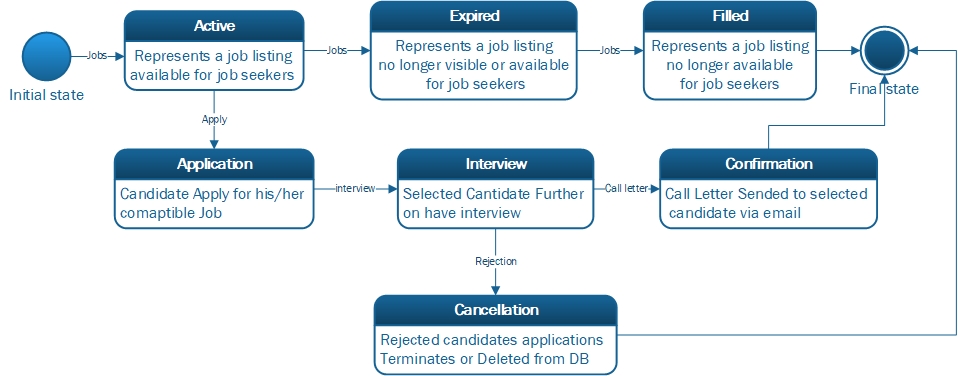 Active
Expired
Filled
Initial state
Jobs
Represents a job listing
available for job seekers
Jobs
Represents a job listing
no longer visible or available
for job seekers
Jobs
Represents a job listing
no longer available
for job seekers
Final state
Apply
Application
Candidate Apply for his/her
comaptible Job
interview
Interview
Selected Cantidate Further
on have interview
Call letter
Confirmation
Call Letter Sended to selected
candidate via email
Rejection
Cancellation
Rejected candidates applications
Terminates or Deleted from DB